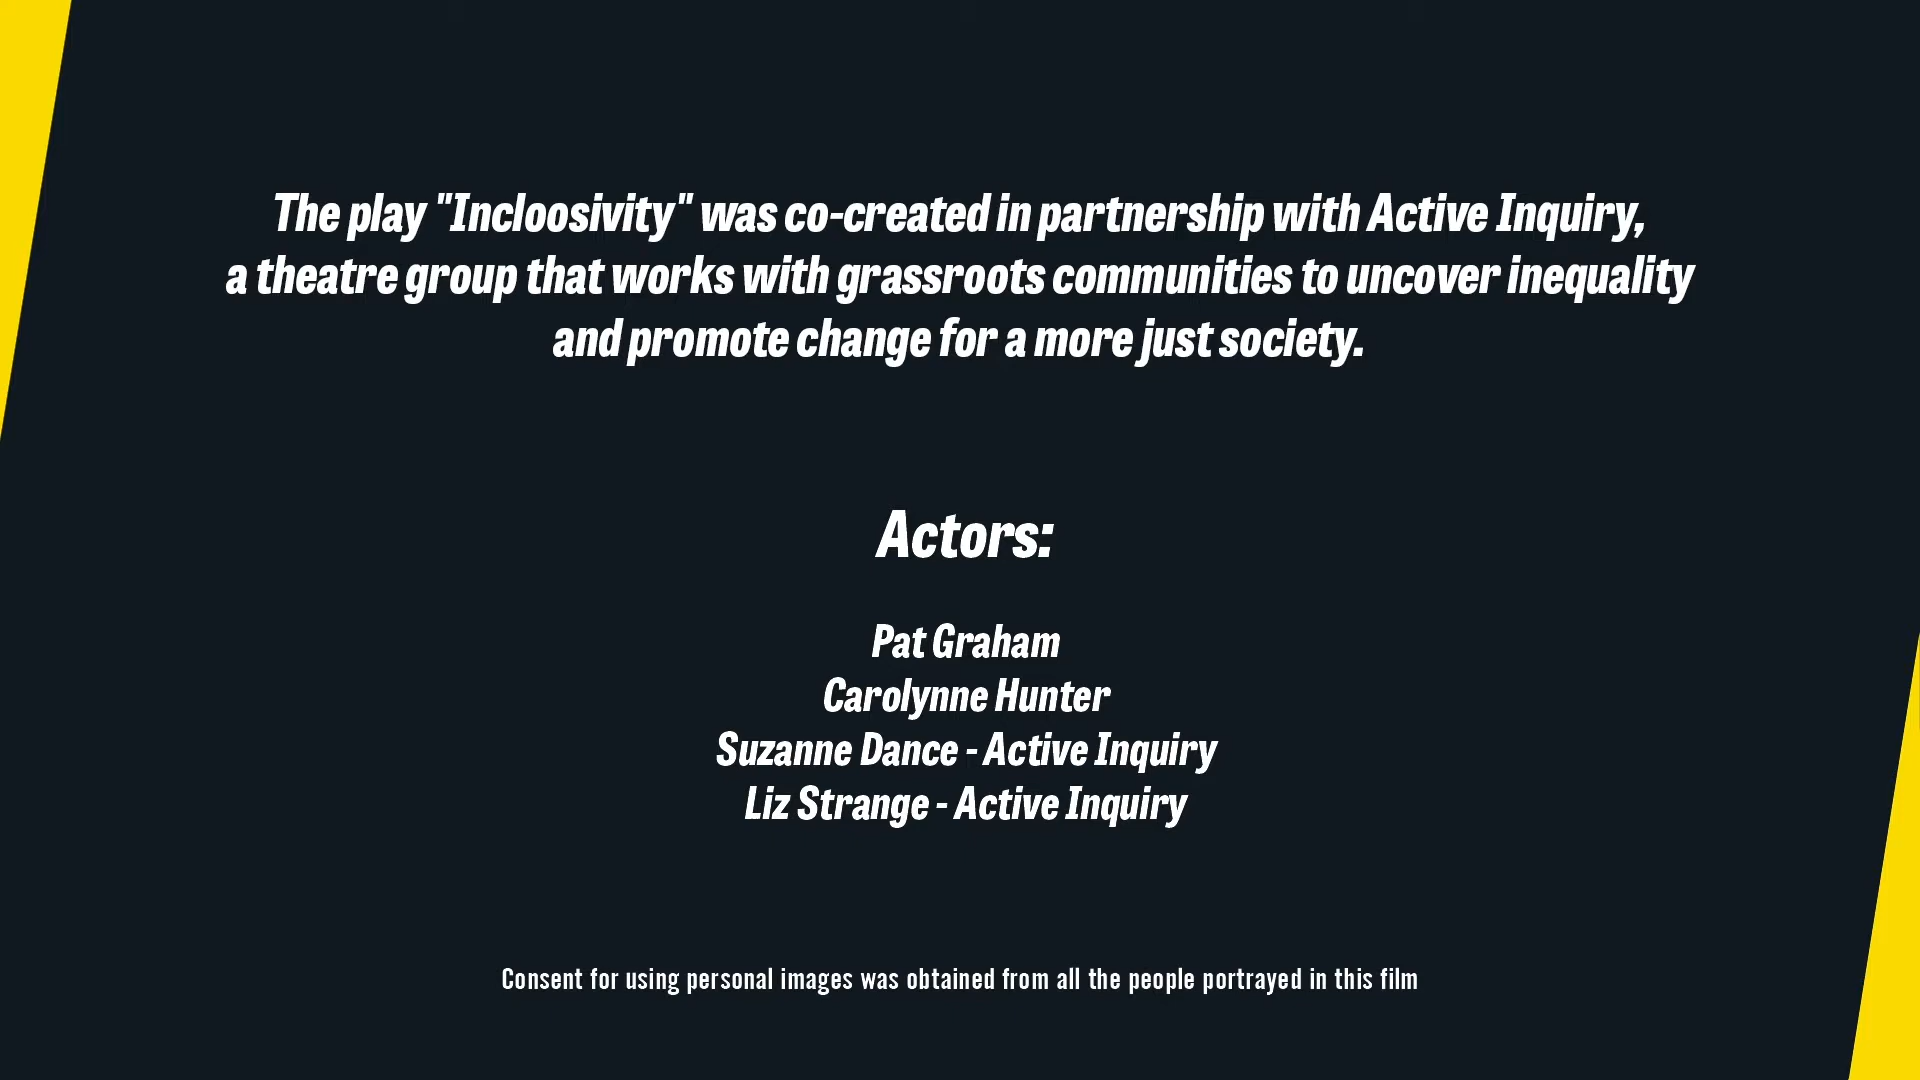 The play "Incloosivity" was co-created in partnership with Active Inquiry,
a theatre group that works with grassroots communities to uncover inequality
and promote change for a more just society.
Actors:
Pat Graham
Carolynne Hunter
Suzanne Dance - Active Inquiry
Liz Strange - Active Inquiry
Consent for using personal images was obtained from all the people portrayed in this film